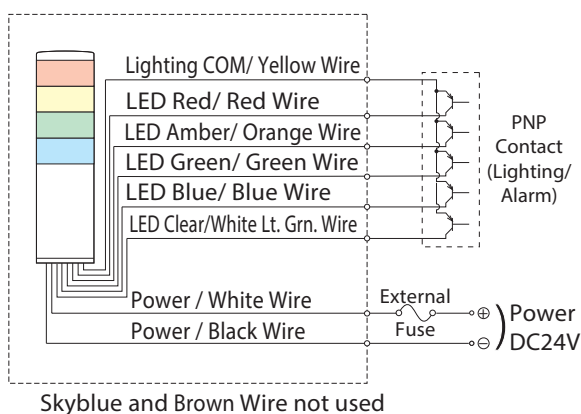 Lighting COM/ Yellow Wire
LED Red/ Red Wire
LED Amber/ Orange Wire
LED Green/ Green Wire
LED Blue/ Blue Wire
LED Clear/White Lt. Grn. Wire
PNP
Contact
(Lighting/
Alarm)
Power / White Wire
External
Fuse
⊕
Power
Power / Black Wire
⊖
DC24V
Skyblue and Brown Wire not used